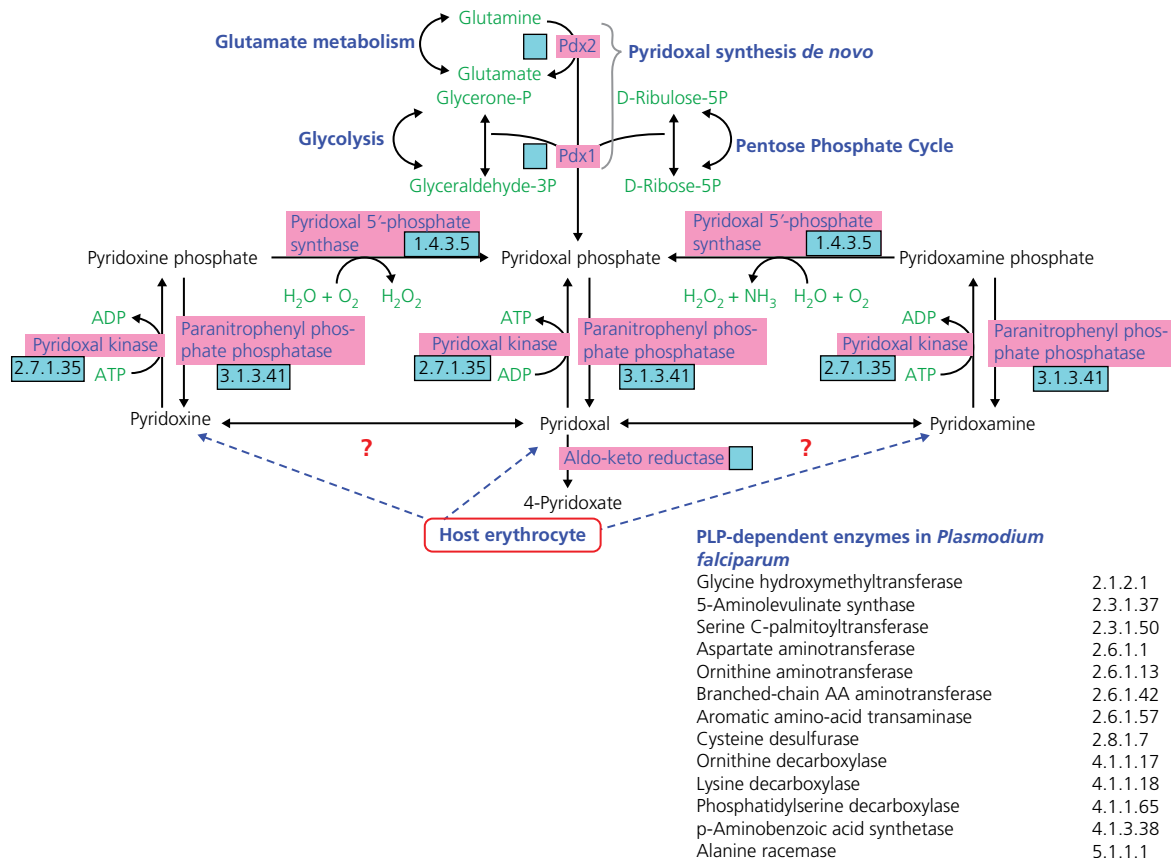 Glutamine
Glutamate metabolism
Pdx2
Pyridoxal synthesis de novo
Glutamate
Glycerone-P
D-Ribulose-5P
Glycolysis
Pdx1
Pentose Phosphate Cycle
Glyceraldehyde-3P
D-Ribose-5P
Pyridoxal 5′-phosphate
synthase
1.4.3.5
Pyridoxal 5′-phosphate
synthase
1.4.3.5
Pyridoxine phosphate
Pyridoxal phosphate
Pyridoxamine phosphate
H₂O + O₂
H₂O₂
H₂O₂ + NH₃
H₂O + O₂
ADP
Pyridoxal kinase
2.7.1.35
ATP
Paranitrophenyl phos-
phate phosphatase
3.1.3.41
ATP
Pyridoxal kinase
2.7.1.35
ADP
Paranitrophenyl phos-
phate phosphatase
3.1.3.41
ADP
Pyridoxal kinase
2.7.1.35
ATP
Paranitrophenyl phos-
phate phosphatase
3.1.3.41
Pyridoxine
Pyridoxal
Pyridoxamine
?
?
Aldo-keto reductase
4-Pyridoxate
Host erythrocyte
PLP-dependent enzymes in Plasmodium
falciparum
Glycine hydroxymethyltransferase 2.1.2.1
5-Aminolevulinate synthase 2.3.1.37
Serine C-palmitoyltransferase 2.3.1.50
Aspartate aminotransferase 2.6.1.1
Ornithine aminotransferase 2.6.1.13
Branched-chain AA aminotransferase 2.6.1.42
Aromatic amino-acid transaminase 2.6.1.57
Cysteine desulfurase 2.8.1.7
Ornithine decarboxylase 4.1.1.17
Lysine decarboxylase 4.1.1.18
Phosphatidylserine decarboxylase 4.1.1.65
p-Aminobenzoic acid synthetase 4.1.3.38
Alanine racemase 5.1.1.1